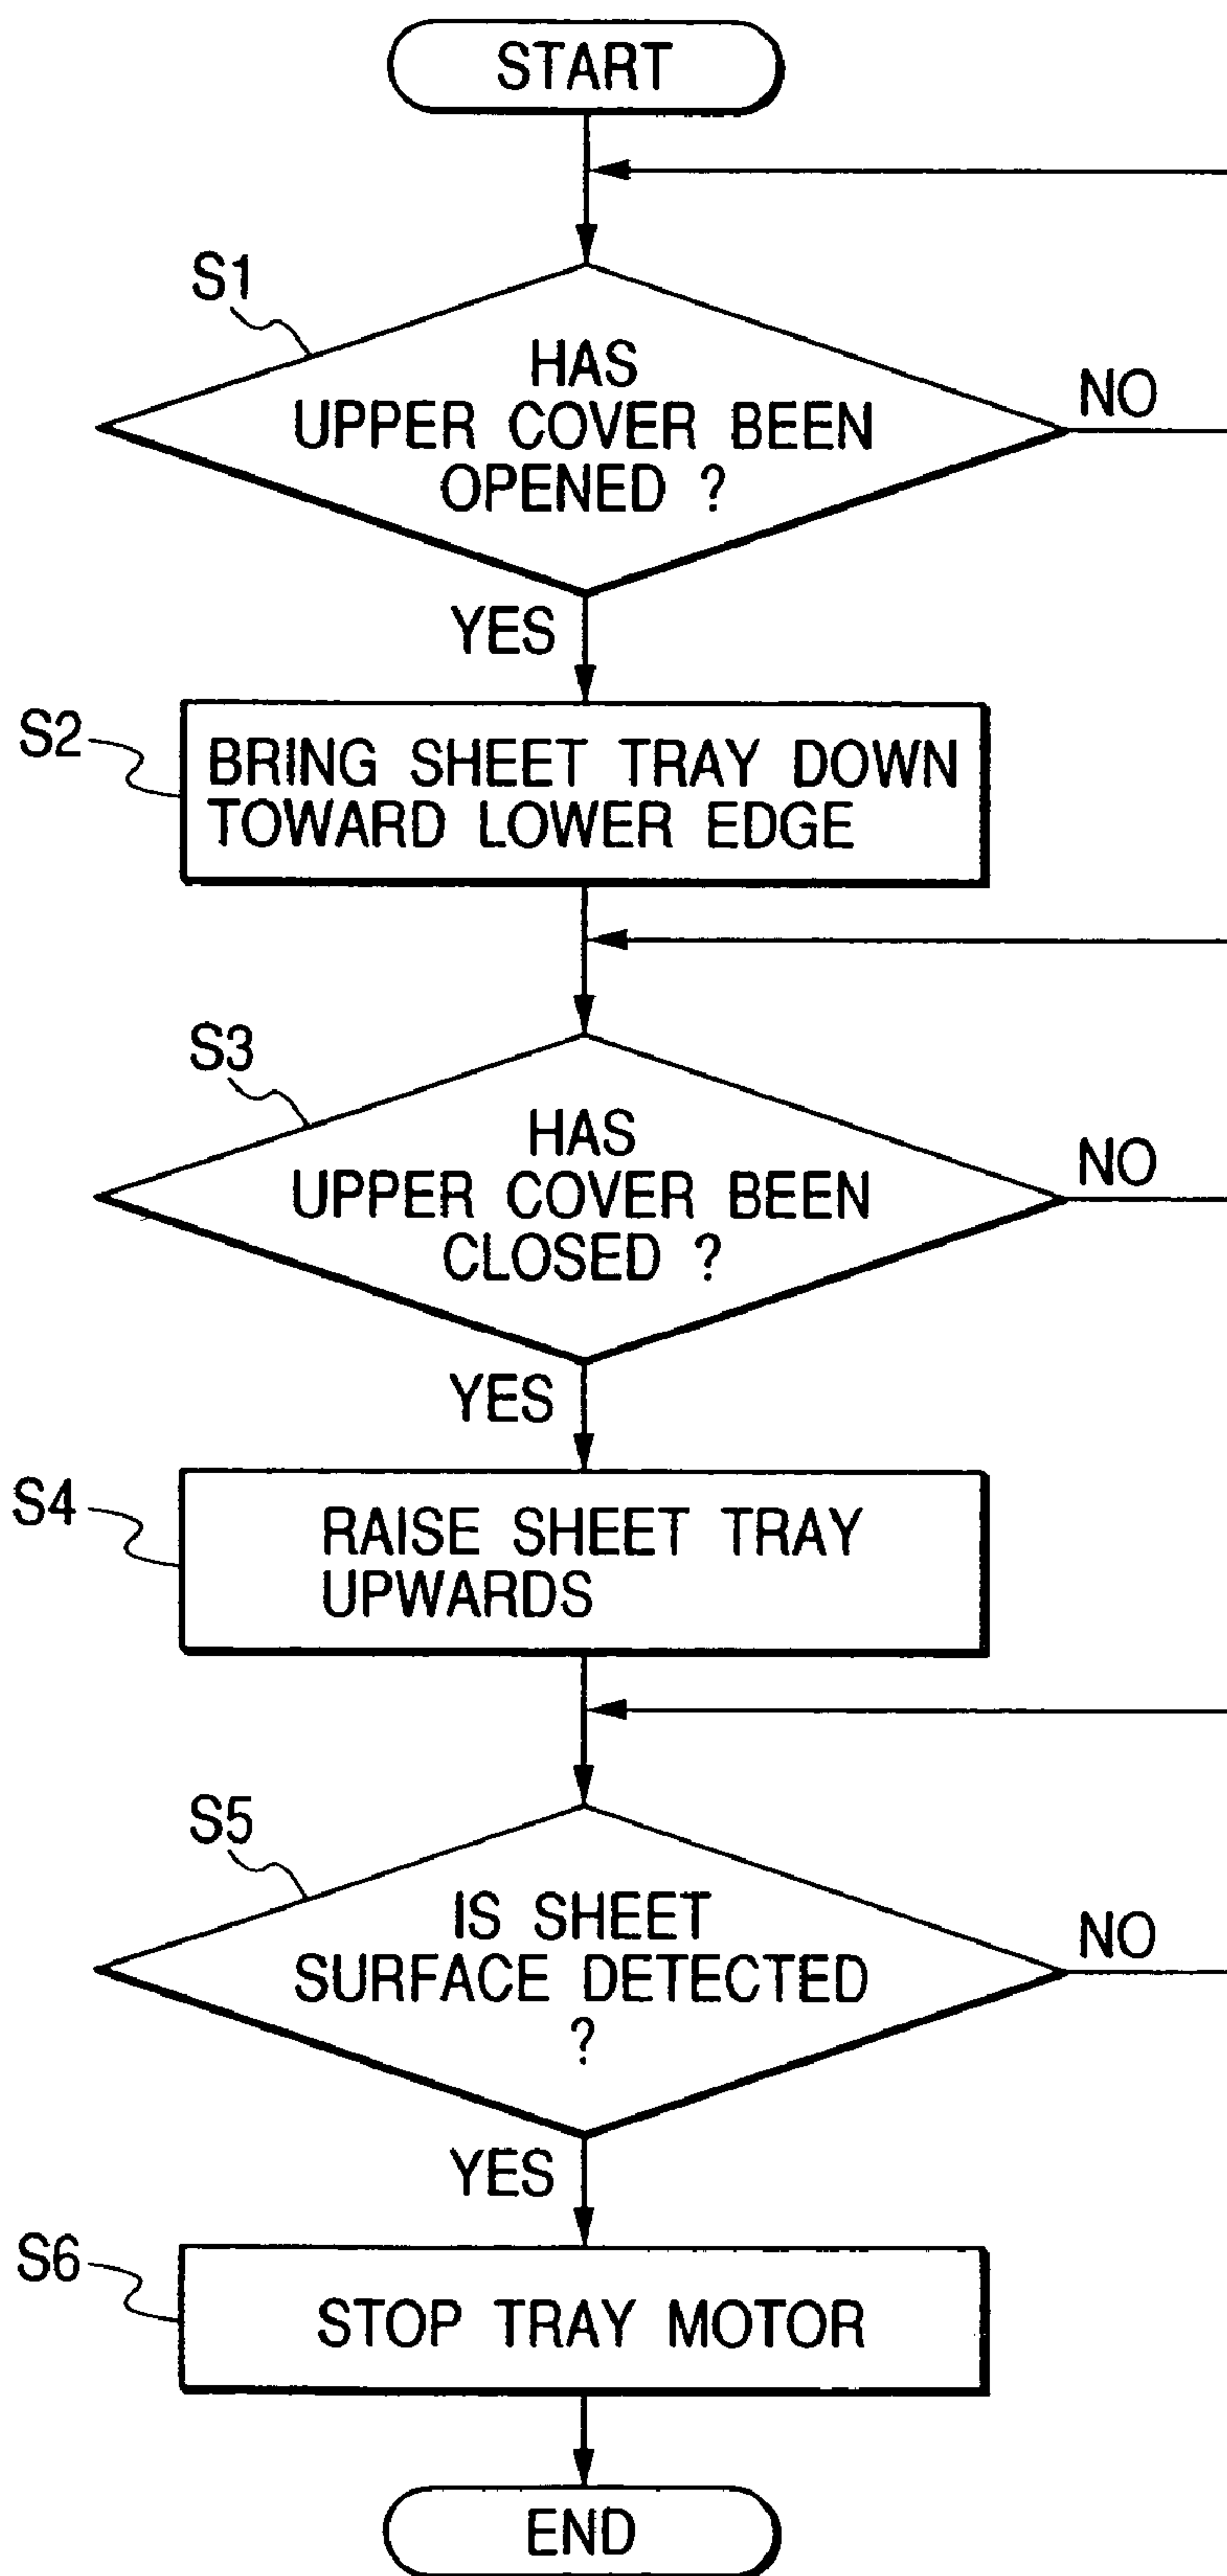 START
S1
HAS
UPPER COVER BEEN
OPENED ?
NO
YES
S2
BRING SHEET TRAY DOWN
TOWARD LOWER EDGE
S3
HAS
UPPER COVER BEEN
CLOSED ?
NO
YES
S4
RAISE SHEET TRAY
UPWARDS
S5
IS SHEET
SURFACE DETECTED
?
NO
YES
S6
STOP TRAY MOTOR
END